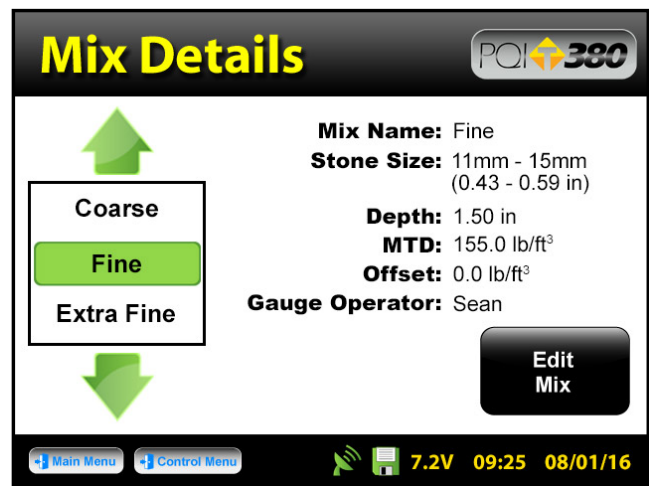 Mix Details
PQI T 380
Coarse
Fine
Extra Fine
Mix Name: Fine
Stone Size: 11mm - 15mm
(0.43 - 0.59 in)
Depth: 1.50 in
MTD: 155.0 lb/ft³
Offset: 0.0 lb/ft³
Gauge Operator: Sean
Edit
Mix
Main Menu
Control Menu
7.2V 09:25 08/01/16